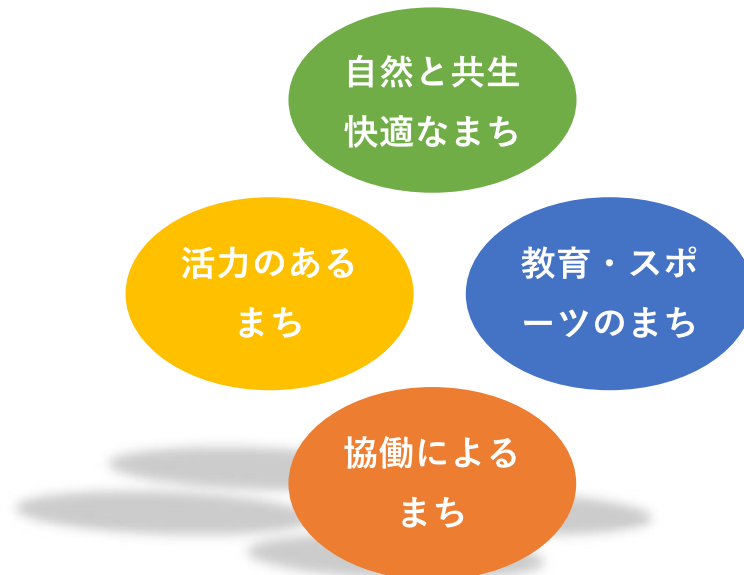 自然と共生
快適なまち
活力のある
まち
教育・スポ
ーツのまち
協働による
まち